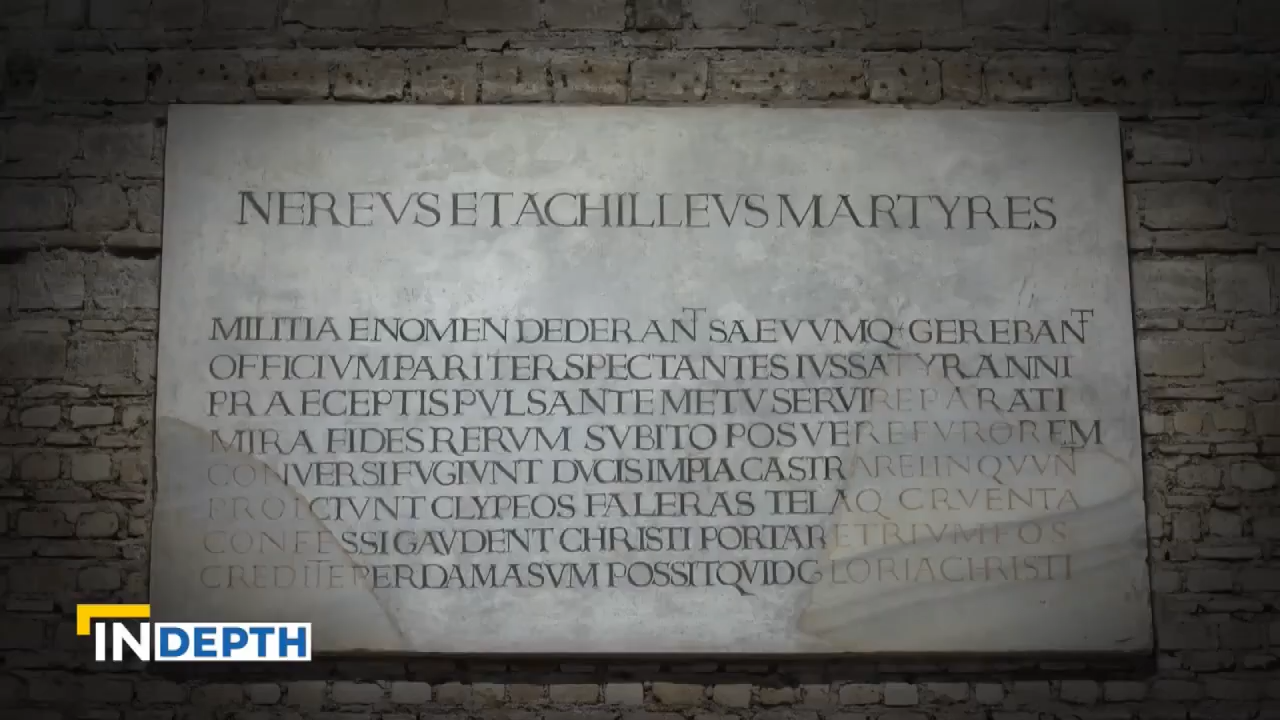 NEREVS ET ACHILLEVS MARTYRES
MILITIAE NOMEN DEDERANT SAEVVMQ GEREBANT
OFFICIVM PARITER SPECTANTES IVSSA TYRANNI
PRAECEPTIS PVLSANTE METV SERVIRE PARATI
MIRA FIDES RERVM SVBITO POSVERE FVROREM
CONVERSI FVGIVNT DVCIS IMPIA CASTRA RELINQVVNT
PROICIVNT CLYPEOS FALERAS TELAQ CRVENTA
CONFESSI GAVDENT CHRISTI PORTARE TRIVMFOS
CREDITE PER DAMASVM POSSIT QVID GLORIA CHRISTI
IN DEPTH